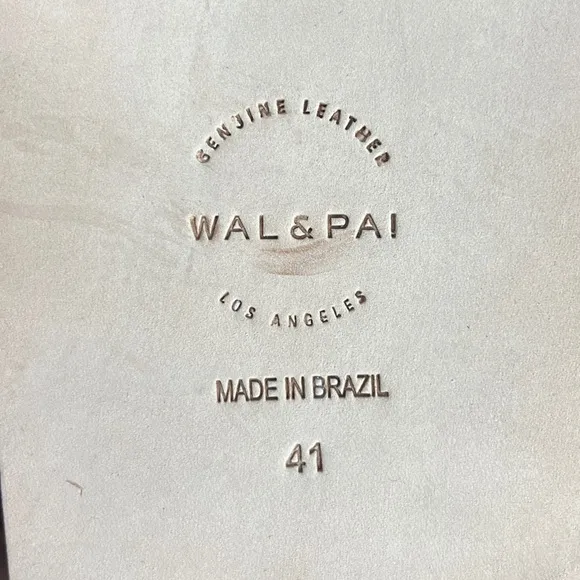 GENUINE LEATHER
WAL & PAI
LOS ANGELES
MADE IN BRAZIL
41